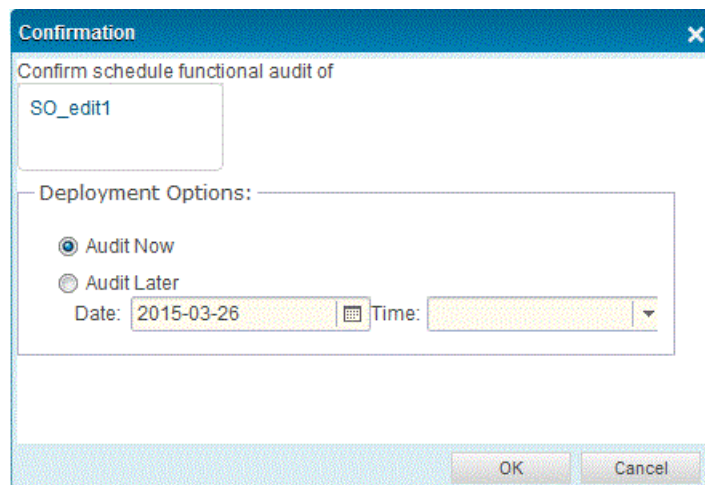 Confirmation
Confirm schedule functional audit of
SO_edit1
Deployment Options:
Audit Now
Audit Later
Date: 2015-03-26 Time:
OK Cancel